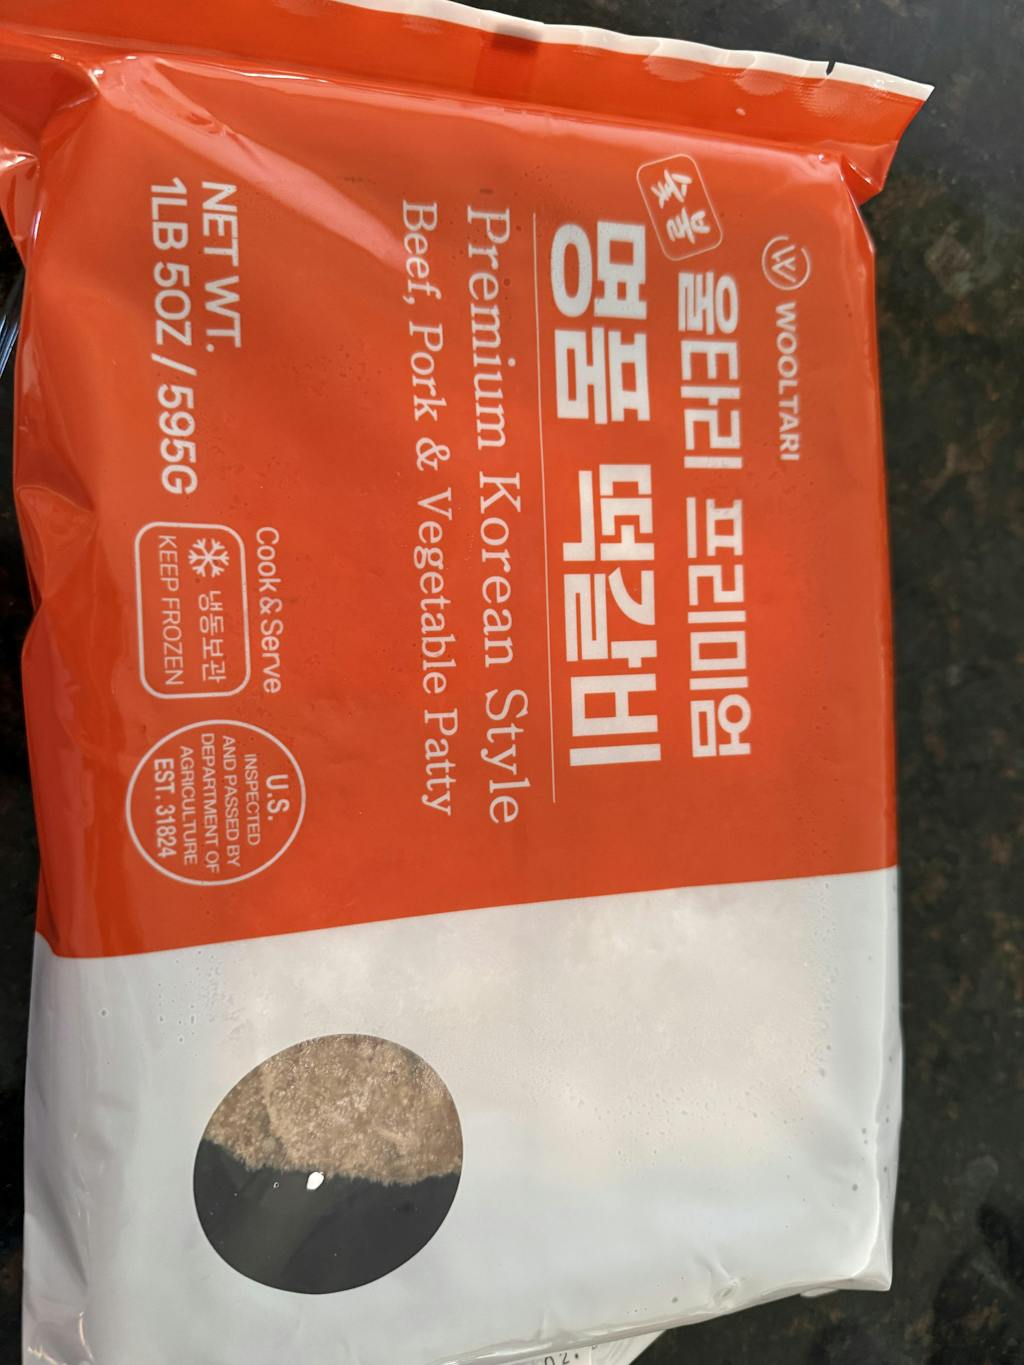 WOOLTARI
숯불
울타리 프리미엄
명품 떡갈비
Premium Korean Style
Beef, Pork & Vegetable Patty
NET WT.
1LB 5OZ / 595G
Cook&Serve
냉동보관
KEEP FROZEN
U.S.
INSPECTED
AND PASSED BY
DEPARTMENT OF
AGRICULTURE
EST. 31824